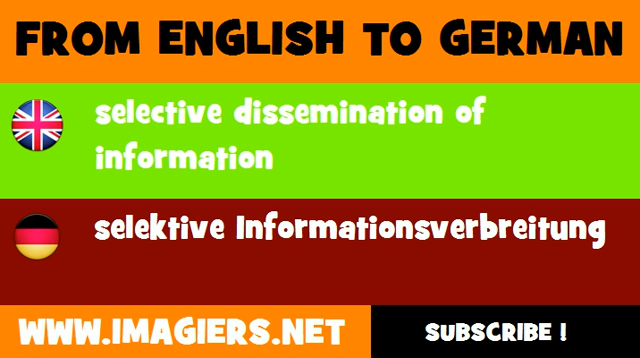 FROM ENGLISH TO GERMAN
selective dissemination of
information
selektive Informationsverbreitung
WWW.IMAGIERS.NET
SUBSCRIBE !